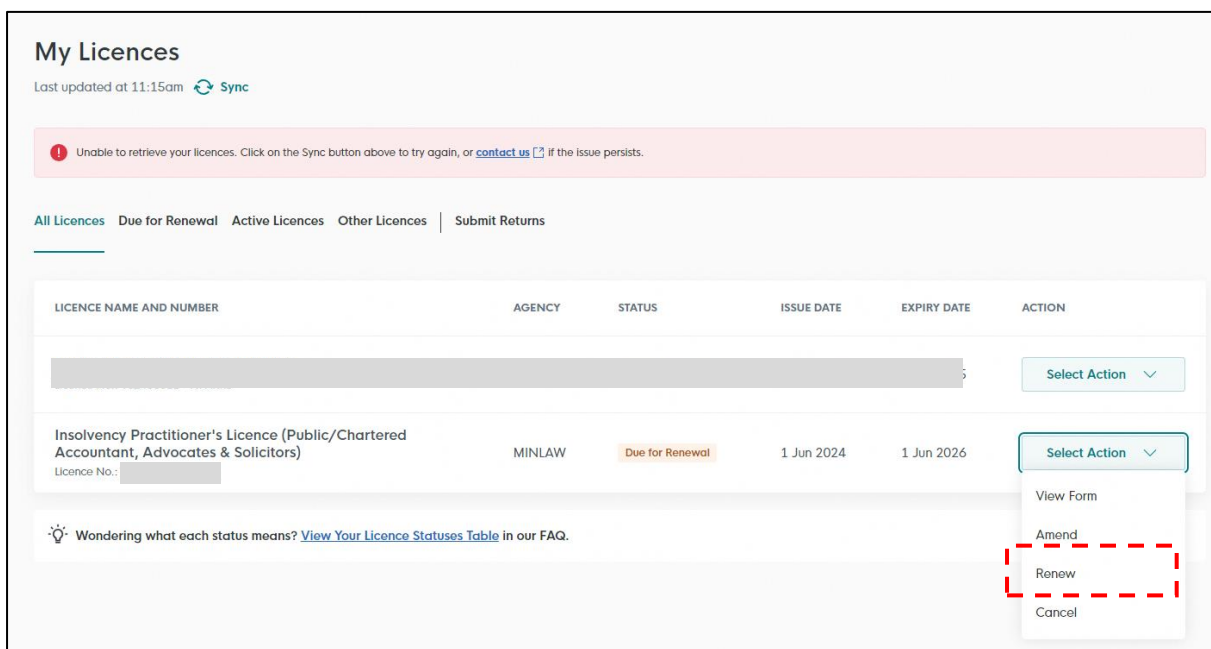 My Licences
Last updated at 11:15am Sync
Unable to retrieve your licences. Click on the Sync button above to try again, or contact us if the issue persists.
All Licences Due for Renewal Active Licences Other Licences | Submit Returns
LICENCE NAME AND NUMBER AGENCY STATUS ISSUE DATE EXPIRY DATE ACTION
Select Action
Insolvency Practitioner's Licence (Public/Chartered
Accountant, Advocates & Solicitors) MINLAW Due for Renewal 1 Jun 2024 1 Jun 2026 Select Action
Licence No.:
View Form
Wondering what each status means? View Your Licence Statuses Table in our FAQ.
Amend
Renew
Cancel